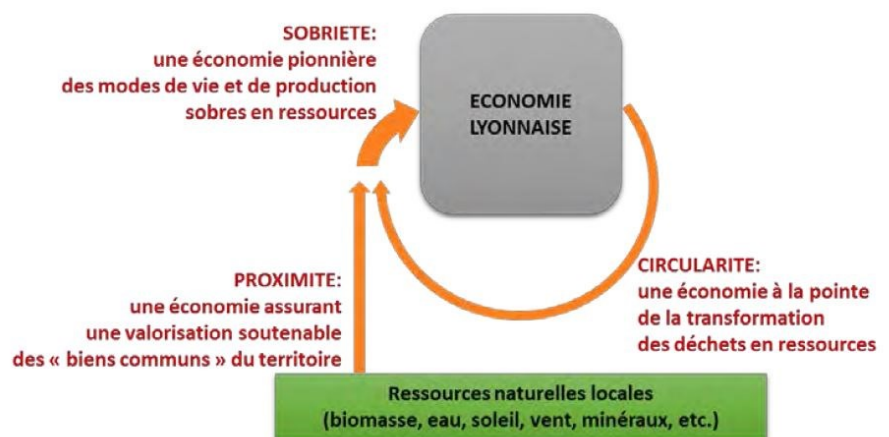 SOBRIETE:
une économie pionnière
des modes de vie et de production
sobres en ressources
ECONOMIE
LYONNAISE
PROXIMITE:
une économie assurant
une valorisation soutenable
des « biens communs » du territoire
CIRCULARITE:
une économie à la pointe
de la transformation
des déchets en ressources
Ressources naturelles locales
(biomasse, eau, soleil, vent, minéraux, etc.)